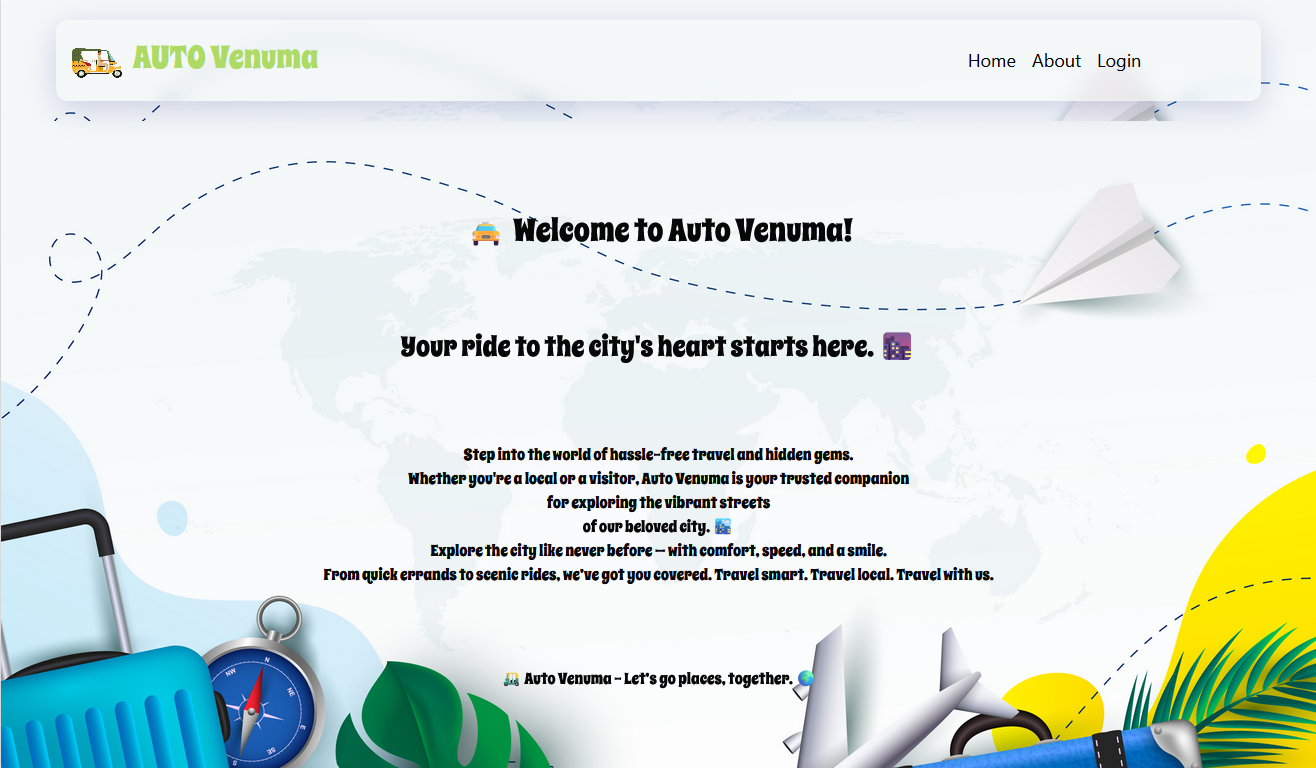 AUTO Venuma
Home About Login
🚖 Welcome to Auto Venuma!
Your ride to the city's heart starts here. 🌆
Step into the world of hassle-free travel and hidden gems.
Whether you're a local or a visitor, Auto Venuma is your trusted companion
for exploring the vibrant streets
of our beloved city. 🏙️
Explore the city like never before — with comfort, speed, and a smile.
From quick errands to scenic rides, we've got you covered. Travel smart. Travel local. Travel with us.
🛺 Auto Venuma – Let's go places, together. 🌍
N
NW
NE
E
SE
S